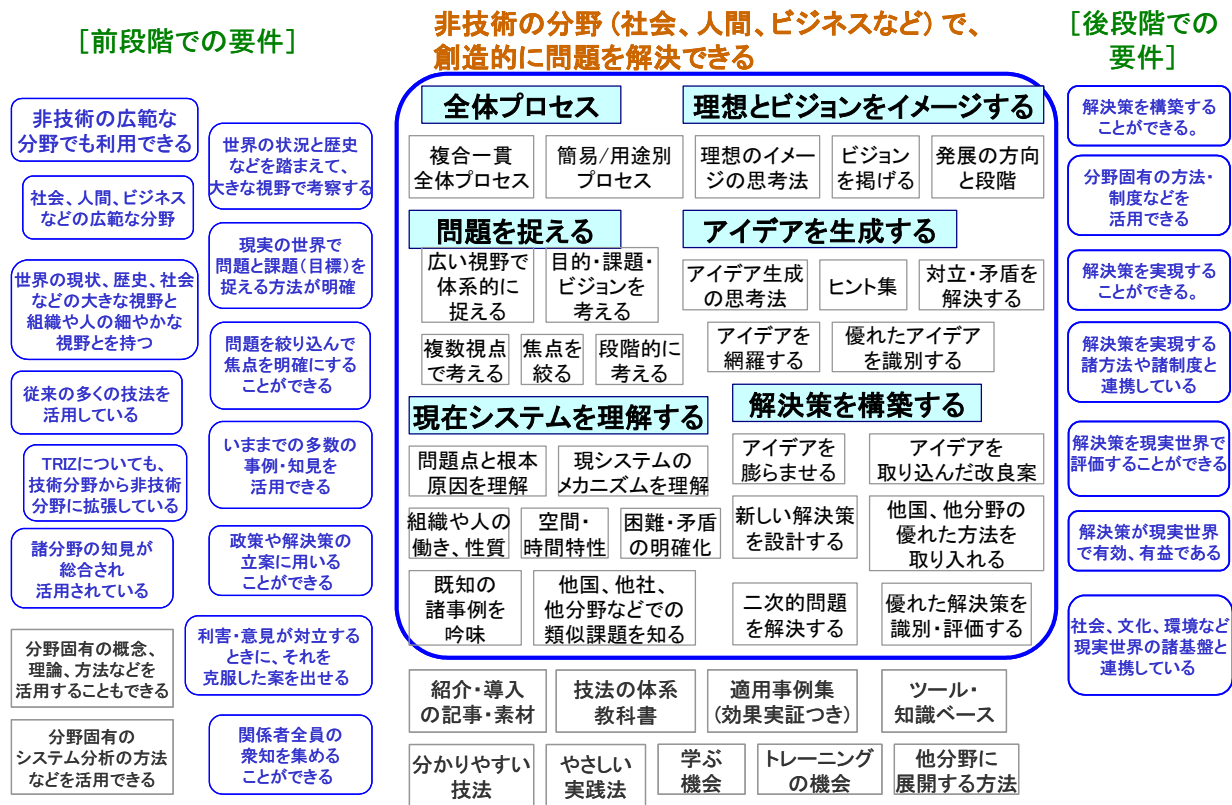 ［前段階での要件］
非技術の広範な
分野でも利用できる
社会、人間、ビジネス
などの広範な分野
世界の現状、歴史、社会
などの大きな視野と
組織や人の細やかな
視野とを持つ
従来の多くの技法を
活用している
TRIZについても、
技術分野から非技術
分野に拡張している
諸分野の知見が
総合され
活用されている
分野固有の概念、
理論、方法などを
活用することもできる
分野固有の
システム分析の方法
などを活用できる
世界の状況と歴史
などを踏まえて、
大きな視野で考察する
現実の世界で
問題と課題(目標)を
捉える方法が明確
問題を絞り込んで
焦点を明確にする
ことができる
いままでの多数の
事例・知見を
活用できる
政策や解決策の
立案に用いる
ことができる
利害・意見が対立する
ときに、それを
克服した案を出せる
関係者全員の
衆知を集める
ことができる
非技術の分野 (社会、人間、ビジネスなど) で、
創造的に問題を解決できる
全体プロセス
複合一貫
全体プロセス
簡易/用途別
プロセス
問題を捉える
広い視野で
体系的に
捉える
目的・課題・
ビジョンを
考える
複数視点
で考える
焦点を
絞る
段階的に
考える
現在システムを理解する
問題点と根本
原因を理解
現システムの
メカニズムを理解
組織や人の
働き、性質
空間・
時間特性
困難・矛盾
の明確化
既知の
諸事例を
吟味
他国、他社、
他分野などでの
類似課題を知る
理想とビジョンをイメージする
理想のイメー
ジの思考法
ビジョン
を掲げる
発展の方向
と段階
アイデアを生成する
アイデア生成
の思考法
ヒント集
対立・矛盾を
解決する
アイデアを
網羅する
優れたアイデア
を識別する
解決策を構築する
アイデアを
膨らませる
アイデアを
取り込んだ改良案
新しい解決策
を設計する
他国、他分野の
優れた方法を
取り入れる
二次的問題
を解決する
優れた解決策を
識別・評価する
紹介・導入
の記事・素材
技法の体系
教科書
適用事例集
(効果実証つき)
ツール・
知識ベース
分かりやすい
技法
やさしい
実践法
学ぶ
機会
トレーニング
の機会
他分野に
展開する方法
［後段階での
要件］
解決策を構築する
ことができる。
分野固有の方法・
制度などを
活用できる
解決策を実現する
ことができる。
解決策を実現する
諸方法や諸制度と
連携している
解決策を現実世界で
評価することができる
解決策が現実世界
で有効、有益である
社会、文化、環境など
現実世界の諸基盤と
連携している